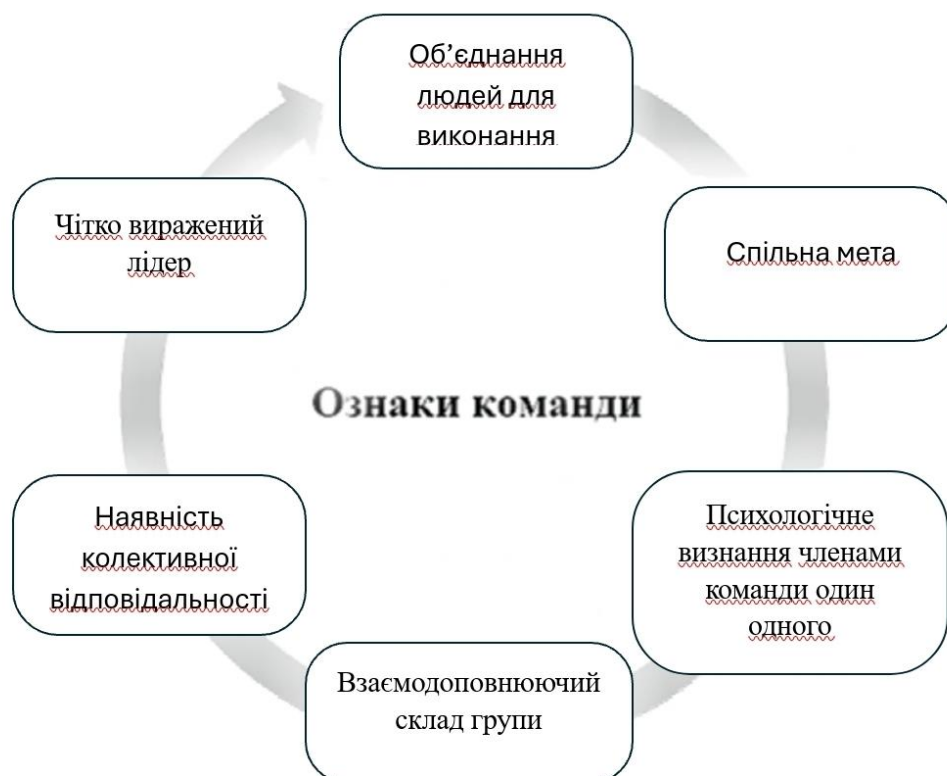 Об’єднання
людей для
виконання
Спільна мета
Психологічне
визнання членами
команди один
одного
Взаємодоповнюючий
склад групи
Наявність
колективної
відповідальності
Чітко виражений
лідер
Ознаки команди